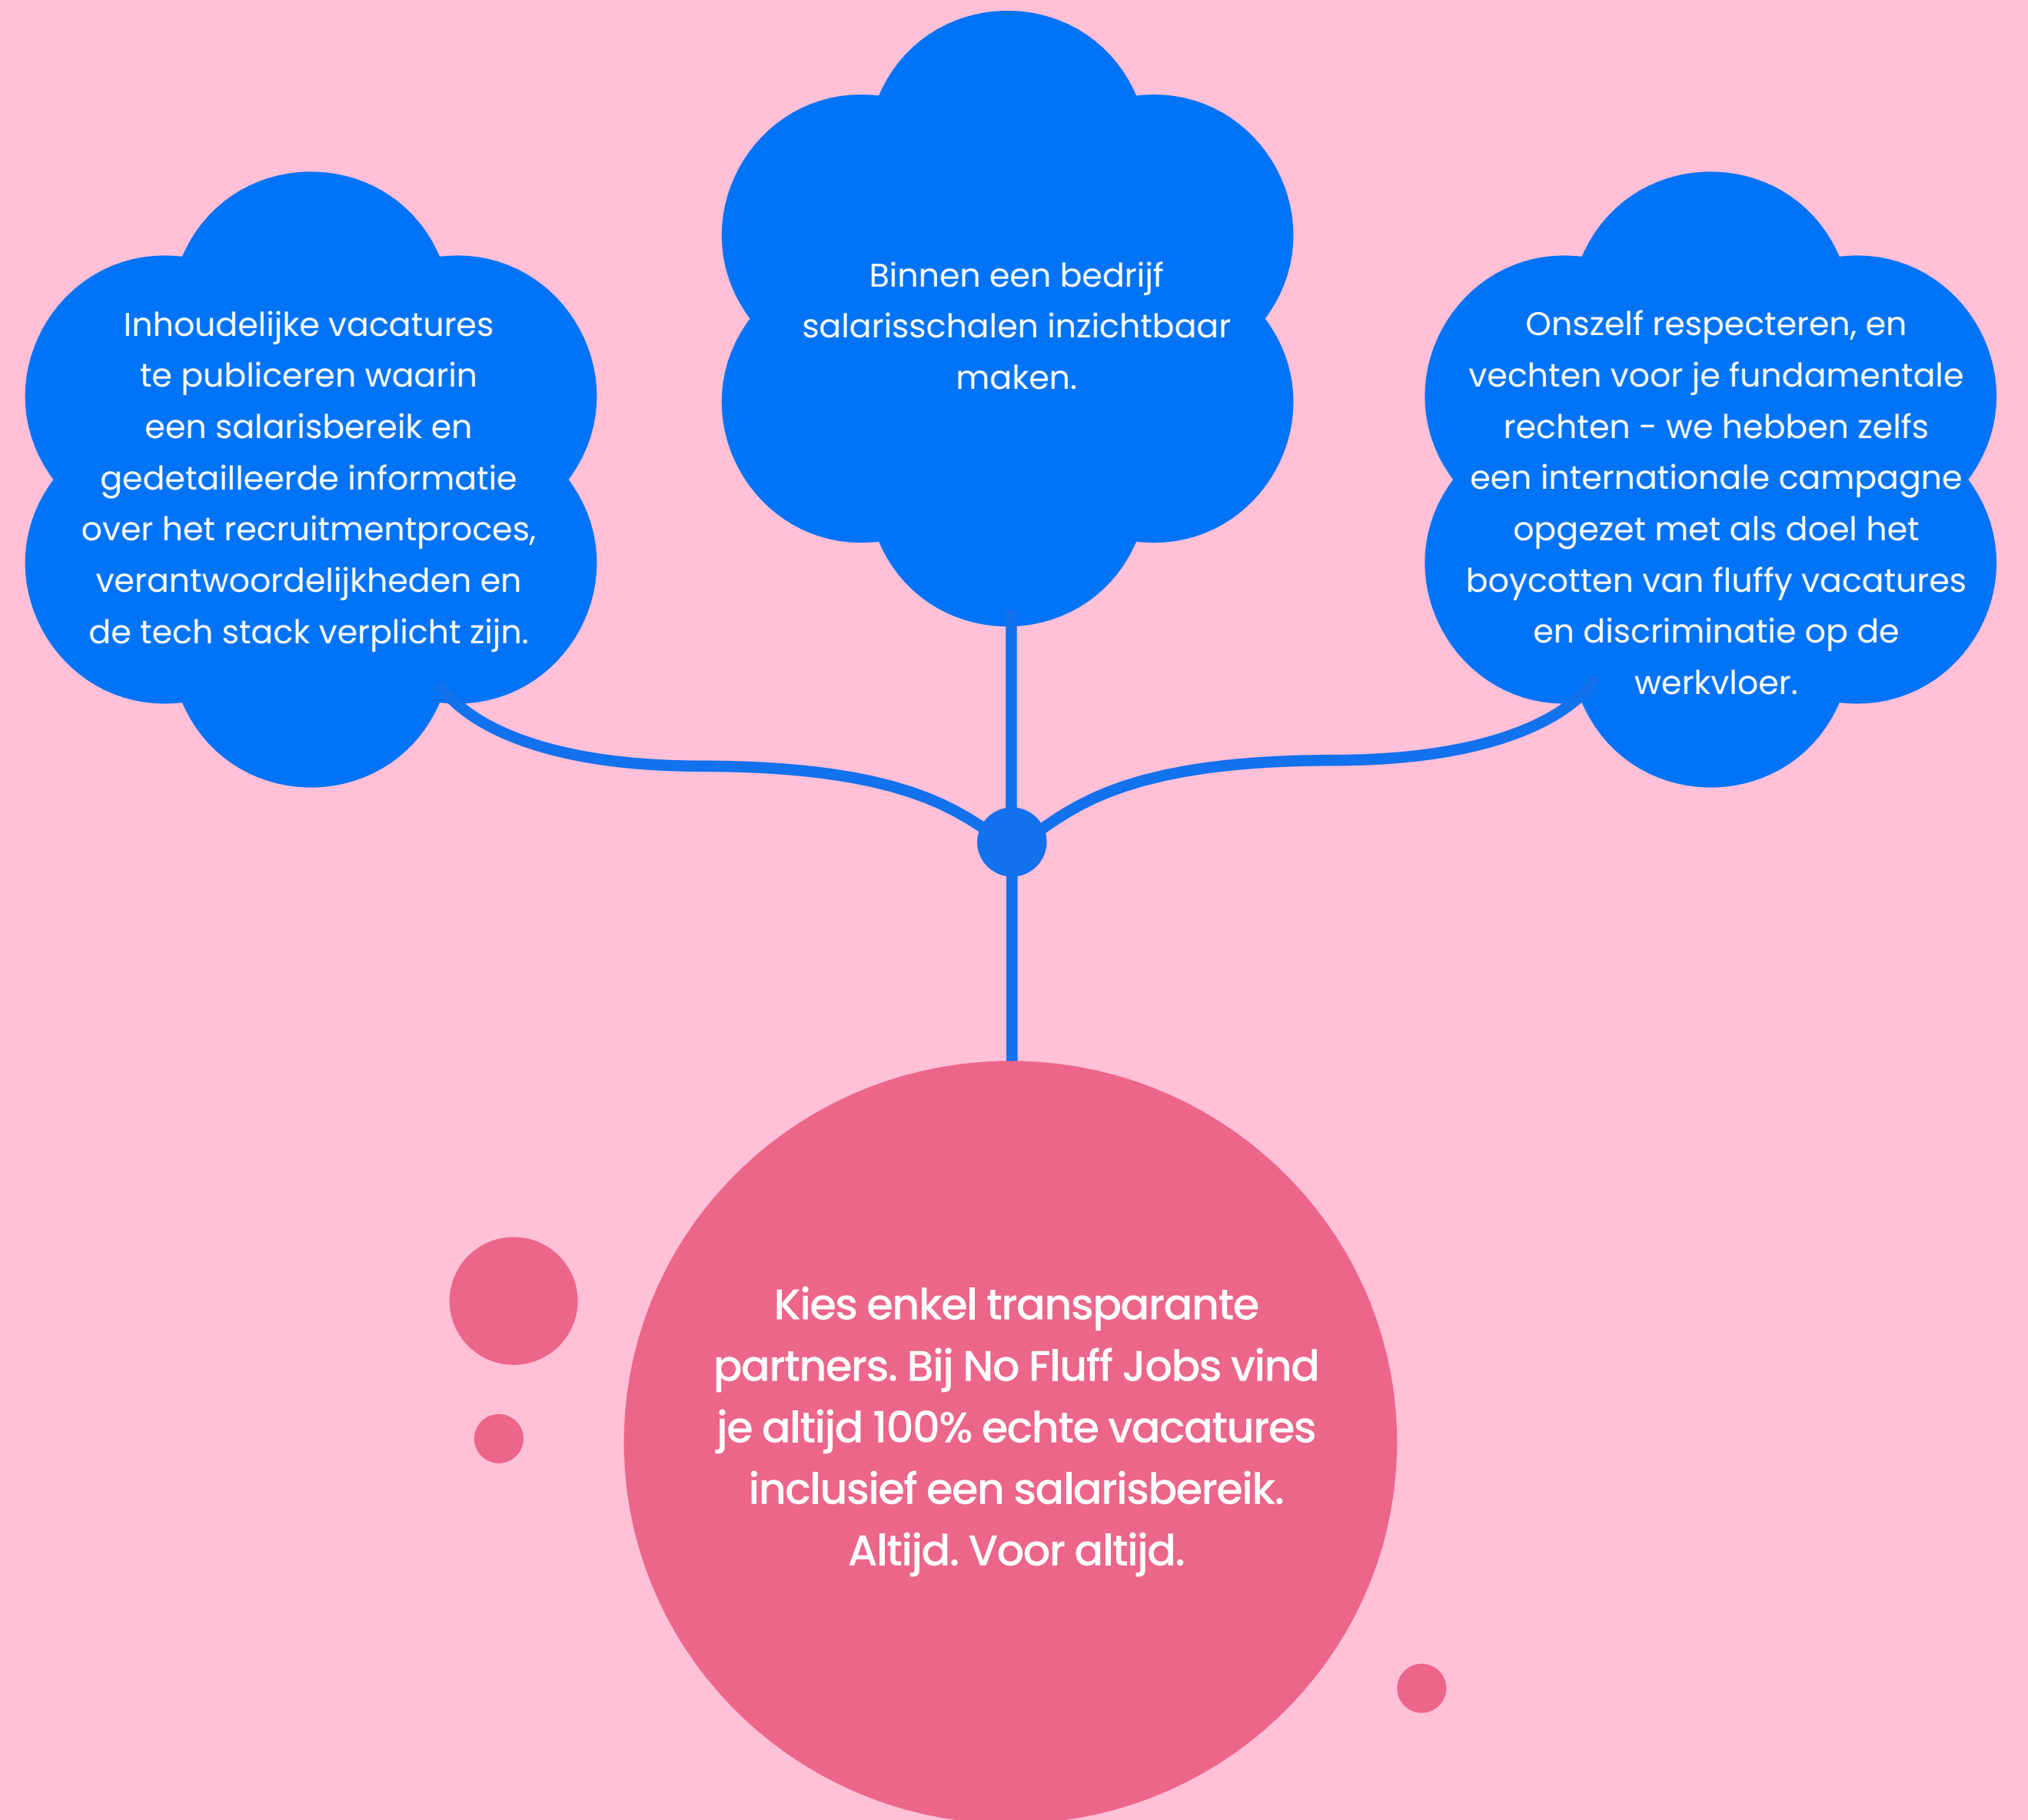 Inhoudelijke vacatures
te publiceren waarin
een salarisbereik en
gedetailleerde informatie
over het recruitmentproces,
verantwoordelijkheden en
de tech stack verplicht zijn.
Binnen een bedrijf
salarisschalen inzichtbaar
maken.
Onszelf respecteren, en
vechten voor je fundamentale
rechten - we hebben zelfs
een internationale campagne
opgezet met als doel het
boycotten van fluffy vacatures
en discriminatie op de
werkvloer.
Kies enkel transparante
partners. Bij No Fluff Jobs vind
je altijd 100% echte vacatures
inclusief een salarisbereik.
Altijd. Voor altijd.